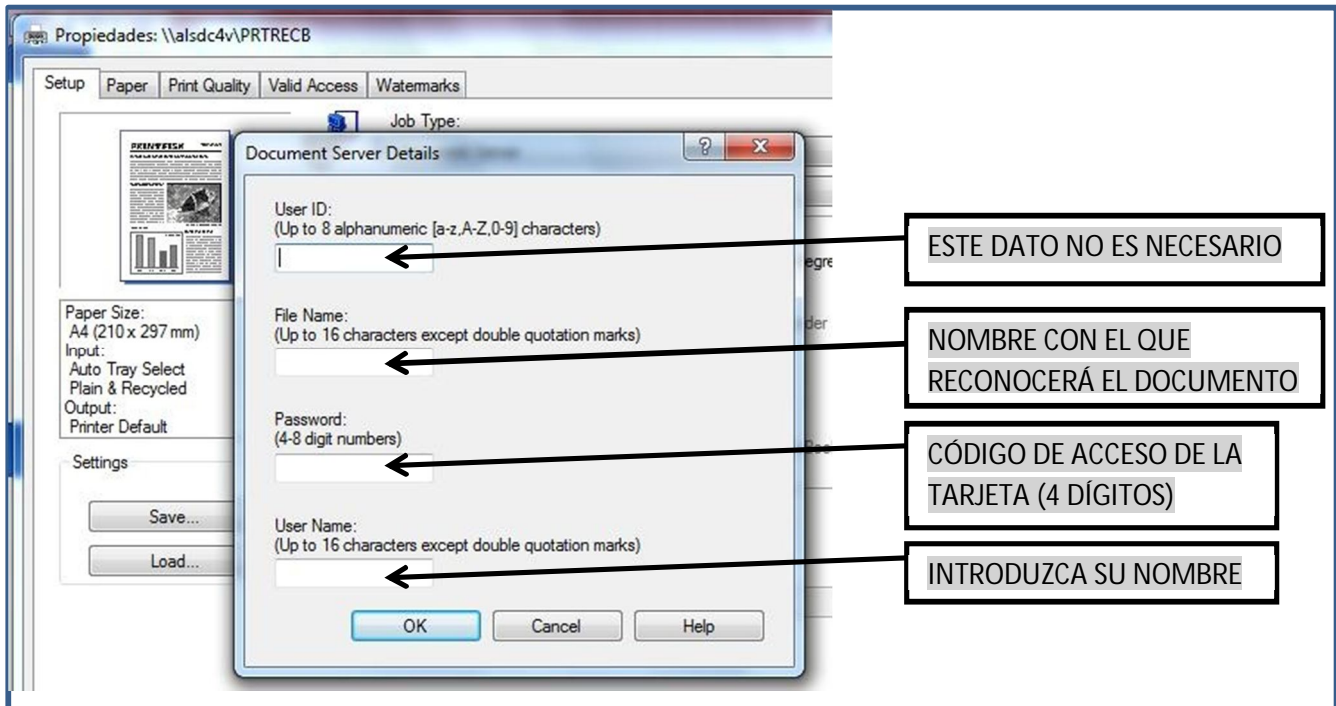 Propiedades: \\alsdc4v\PRTRECB
Setup Paper Print Quality Valid Access Watermarks
Job Type:
PRINTFISK
Document Server Details
User ID:
(Up to 8 alphanumeric [a-z,A-Z,0-9] characters)
ESTE DATO NO ES NECESARIO
File Name:
(Up to 16 characters except double quotation marks)
NOMBRE CON EL QUE
RECONOCERÁ EL DOCUMENTO
Paper Size:
A4 (210 x 297 mm)
Input:
Auto Tray Select
Plain & Recycled
Output:
Printer Default
Password:
(4-8 digit numbers)
CÓDIGO DE ACCESO DE LA
TARJETA (4 DÍGITOS)
Settings
Save...
Load...
User Name:
(Up to 16 characters except double quotation marks)
INTRODUZCA SU NOMBRE
OK Cancel Help